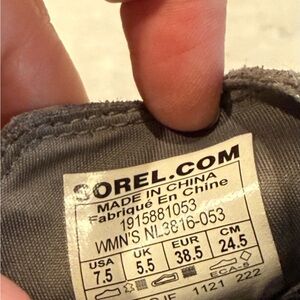 SOREL.COM
MADE IN CHINA
Fabriqué En Chine
1915881053
WMN'S NL3816-053
USA UK EUR CM
7.5 5.5 38.5 24.5
1121 222